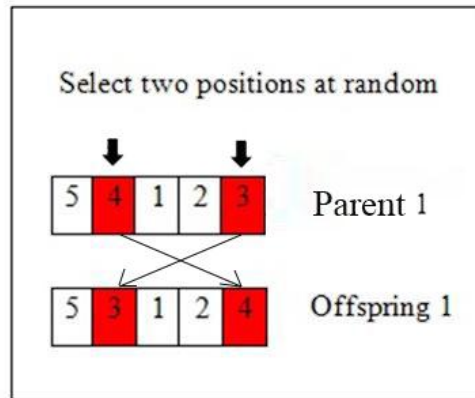 Select two positions at random
5 4 1 2 3 Parent 1
5 3 1 2 4 Offspring 1